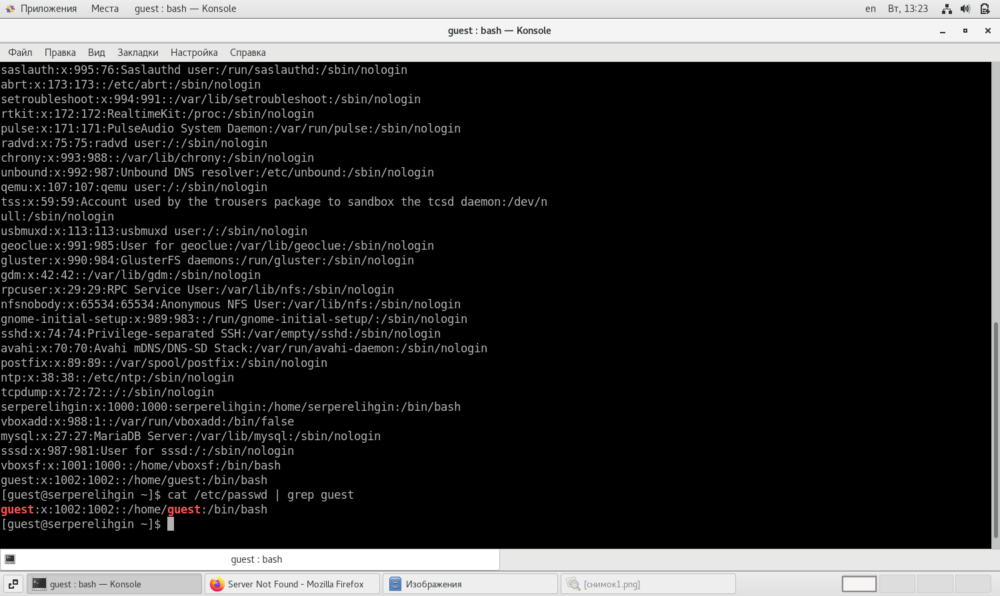 Приложения Места guest : bash — Konsole en Вт, 13:23
guest : bash — Konsole
Файл Правка Вид Закладки Настройка Справка
saslauth:x:995:76:Saslauthd user:/run/saslauthd:/sbin/nologin
abrt:x:173:173::/etc/abrt:/sbin/nologin
setroubleshoot:x:994:991::/var/lib/setroubleshoot:/sbin/nologin
rtkit:x:172:172:RealtimeKit:/proc:/sbin/nologin
pulse:x:171:171:PulseAudio System Daemon:/var/run/pulse:/sbin/nologin
radvd:x:75:75:radvd user:/:/sbin/nologin
chrony:x:993:988::/var/lib/chrony:/sbin/nologin
unbound:x:992:987:Unbound DNS resolver:/etc/unbound:/sbin/nologin
qemu:x:107:107:qemu user:/:/sbin/nologin
tss:x:59:59:Account used by the trousers package to sandbox the tcsd daemon:/dev/n
ull:/sbin/nologin
usbmuxd:x:113:113:usbmuxd user:/:/sbin/nologin
geoclue:x:991:985:User for geoclue:/var/lib/geoclue:/sbin/nologin
gluster:x:990:984:GlusterFS daemons:/run/gluster:/sbin/nologin
gdm:x:42:42::/var/lib/gdm:/sbin/nologin
rpcuser:x:29:29:RPC Service User:/var/lib/nfs:/sbin/nologin
nfsnobody:x:65534:65534:Anonymous NFS User:/var/lib/nfs:/sbin/nologin
gnome-initial-setup:x:989:983::/run/gnome-initial-setup/:/sbin/nologin
sshd:x:74:74:Privilege-separated SSH:/var/empty/sshd:/sbin/nologin
avahi:x:70:70:Avahi mDNS/DNS-SD Stack:/var/run/avahi-daemon:/sbin/nologin
postfix:x:89:89::/var/spool/postfix:/sbin/nologin
ntp:x:38:38::/etc/ntp:/sbin/nologin
tcpdump:x:72:72::/:/sbin/nologin
serperelihgin:x:1000:1000:serperelihgin:/home/serperelihgin:/bin/bash
vboxadd:x:988:1::/var/run/vboxadd:/bin/false
mysql:x:27:27:MariaDB Server:/var/lib/mysql:/sbin/nologin
sssd:x:987:981:User for sssd:/:/sbin/nologin
vboxsf:x:1001:1000::/home/vboxsf:/bin/bash
guest:x:1002:1002::/home/guest:/bin/bash
[guest@serperelihgin ~]$ cat /etc/passwd | grep guest
guest:x:1002:1002::/home/guest:/bin/bash
[guest@serperelihgin ~]$
guest : bash
guest : bash — Konsole Server Not Found - Mozilla Firefox Изображения [снимок1.png]